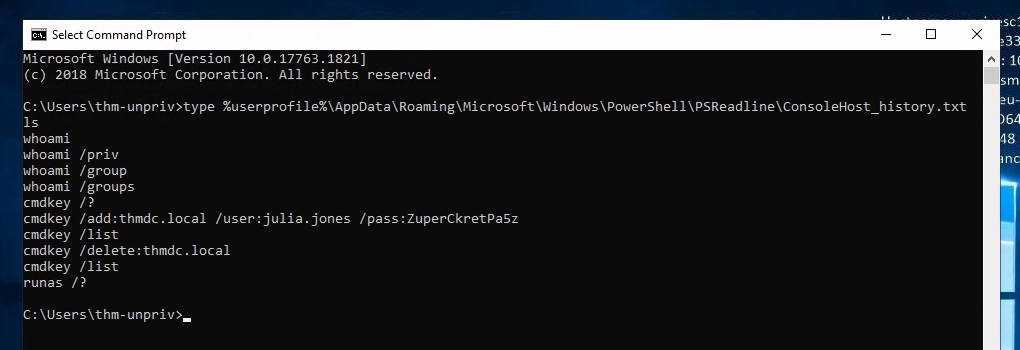 Select Command Prompt
Microsoft Windows [Version 10.0.17763.1821]
(c) 2018 Microsoft Corporation. All rights reserved.
C:\Users\thm-unpriv>type %userprofile%\AppData\Roaming\Microsoft\Windows\PowerShell\PSReadline\ConsoleHost_history.txt
ls
whoami
whoami /priv
whoami /group
whoami /groups
cmdkey /?
cmdkey /add:thmdc.local /user:julia.jones /pass:ZuperCkretPa5z
cmdkey /list
cmdkey /delete:thmdc.local
cmdkey /list
runas /?
C:\Users\thm-unpriv>